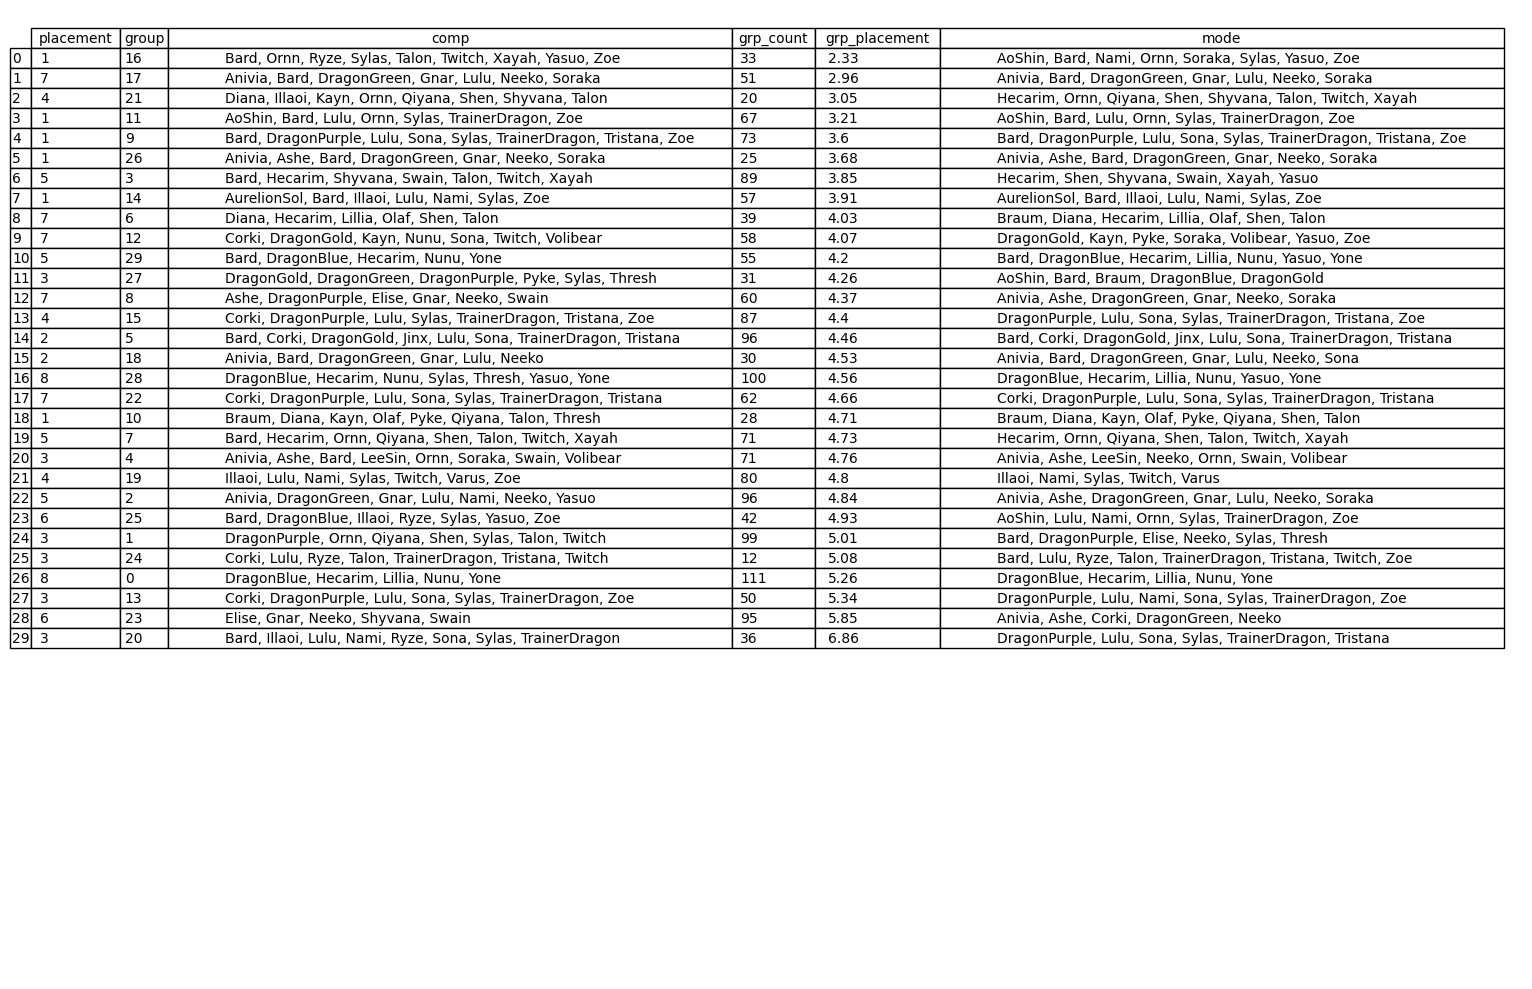 placement group comp grp_count grp_placement mode
0 1 16 Bard, Ornn, Ryze, Sylas, Talon, Twitch, Xayah, Yasuo, Zoe 33 2.33 AoShin, Bard, Nami, Ornn, Soraka, Sylas, Yasuo, Zoe
1 7 17 Anivia, Bard, DragonGreen, Gnar, Lulu, Neeko, Soraka 51 2.96 Anivia, Bard, DragonGreen, Gnar, Lulu, Neeko, Soraka
2 4 21 Diana, Illaoi, Kayn, Ornn, Qiyana, Shen, Shyvana, Talon 20 3.05 Hecarim, Ornn, Qiyana, Shen, Shyvana, Talon, Twitch, Xayah
3 1 11 AoShin, Bard, Lulu, Ornn, Sylas, TrainerDragon, Zoe 67 3.21 AoShin, Bard, Lulu, Ornn, Sylas, TrainerDragon, Zoe
4 1 9 Bard, DragonPurple, Lulu, Sona, Sylas, TrainerDragon, Tristana, Zoe 73 3.6 Bard, DragonPurple, Lulu, Sona, Sylas, TrainerDragon, Tristana, Zoe
5 1 26 Anivia, Ashe, Bard, DragonGreen, Gnar, Neeko, Soraka 25 3.68 Anivia, Ashe, Bard, DragonGreen, Gnar, Neeko, Soraka
6 5 3 Bard, Hecarim, Shyvana, Swain, Talon, Twitch, Xayah 89 3.85 Hecarim, Shen, Shyvana, Swain, Xayah, Yasuo
7 1 14 AurelionSol, Bard, Illaoi, Lulu, Nami, Sylas, Zoe 57 3.91 AurelionSol, Bard, Illaoi, Lulu, Nami, Sylas, Zoe
8 7 6 Diana, Hecarim, Lillia, Olaf, Shen, Talon 39 4.03 Braum, Diana, Hecarim, Lillia, Olaf, Shen, Talon
9 7 12 Corki, DragonGold, Kayn, Nunu, Sona, Twitch, Volibear 58 4.07 DragonGold, Kayn, Pyke, Soraka, Volibear, Yasuo, Zoe
10 5 29 Bard, DragonBlue, Hecarim, Nunu, Yone 55 4.2 Bard, DragonBlue, Hecarim, Lillia, Nunu, Yasuo, Yone
11 3 27 DragonGold, DragonGreen, DragonPurple, Pyke, Sylas, Thresh 31 4.26 AoShin, Bard, Braum, DragonBlue, DragonGold
12 7 8 Ashe, DragonPurple, Elise, Gnar, Neeko, Swain 60 4.37 Anivia, Ashe, DragonGreen, Gnar, Neeko, Soraka
13 4 15 Corki, DragonPurple, Lulu, Sylas, TrainerDragon, Tristana, Zoe 87 4.4 DragonPurple, Lulu, Sona, Sylas, TrainerDragon, Tristana, Zoe
14 2 5 Bard, Corki, DragonGold, Jinx, Lulu, Sona, TrainerDragon, Tristana 96 4.46 Bard, Corki, DragonGold, Jinx, Lulu, Sona, TrainerDragon, Tristana
15 2 18 Anivia, Bard, DragonGreen, Gnar, Lulu, Neeko 30 4.53 Anivia, Bard, DragonGreen, Gnar, Lulu, Neeko, Sona
16 8 28 DragonBlue, Hecarim, Nunu, Sylas, Thresh, Yasuo, Yone 100 4.56 DragonBlue, Hecarim, Lillia, Nunu, Yasuo, Yone
17 7 22 Corki, DragonPurple, Lulu, Sona, Sylas, TrainerDragon, Tristana 62 4.66 Corki, DragonPurple, Lulu, Sona, Sylas, TrainerDragon, Tristana
18 1 10 Braum, Diana, Kayn, Olaf, Pyke, Qiyana, Talon, Thresh 28 4.71 Braum, Diana, Kayn, Olaf, Pyke, Qiyana, Shen, Talon
19 5 7 Bard, Hecarim, Ornn, Qiyana, Shen, Talon, Twitch, Xayah 71 4.73 Hecarim, Ornn, Qiyana, Shen, Talon, Twitch, Xayah
20 3 4 Anivia, Ashe, Bard, LeeSin, Ornn, Soraka, Swain, Volibear 71 4.76 Anivia, Ashe, LeeSin, Neeko, Ornn, Swain, Volibear
21 4 19 Illaoi, Lulu, Nami, Sylas, Twitch, Varus, Zoe 80 4.8 Illaoi, Nami, Sylas, Twitch, Varus
22 5 2 Anivia, DragonGreen, Gnar, Lulu, Nami, Neeko, Yasuo 96 4.84 Anivia, Ashe, DragonGreen, Gnar, Lulu, Neeko, Soraka
23 6 25 Bard, DragonBlue, Illaoi, Ryze, Sylas, Yasuo, Zoe 42 4.93 AoShin, Lulu, Nami, Ornn, Sylas, TrainerDragon, Zoe
24 3 1 DragonPurple, Ornn, Qiyana, Shen, Sylas, Talon, Twitch 99 5.01 Bard, DragonPurple, Elise, Neeko, Sylas, Thresh
25 3 24 Corki, Lulu, Ryze, Talon, TrainerDragon, Tristana, Twitch 12 5.08 Bard, Lulu, Ryze, Talon, TrainerDragon, Tristana, Twitch, Zoe
26 8 0 DragonBlue, Hecarim, Lillia, Nunu, Yone 111 5.26 DragonBlue, Hecarim, Lillia, Nunu, Yone
27 3 13 Corki, DragonPurple, Lulu, Sona, Sylas, TrainerDragon, Zoe 50 5.34 DragonPurple, Lulu, Nami, Sona, Sylas, TrainerDragon, Zoe
28 6 23 Elise, Gnar, Neeko, Shyvana, Swain 95 5.85 Anivia, Ashe, Corki, DragonGreen, Neeko
29 3 20 Bard, Illaoi, Lulu, Nami, Ryze, Sona, Sylas, TrainerDragon 36 6.86 DragonPurple, Lulu, Sona, Sylas, TrainerDragon, Tristana